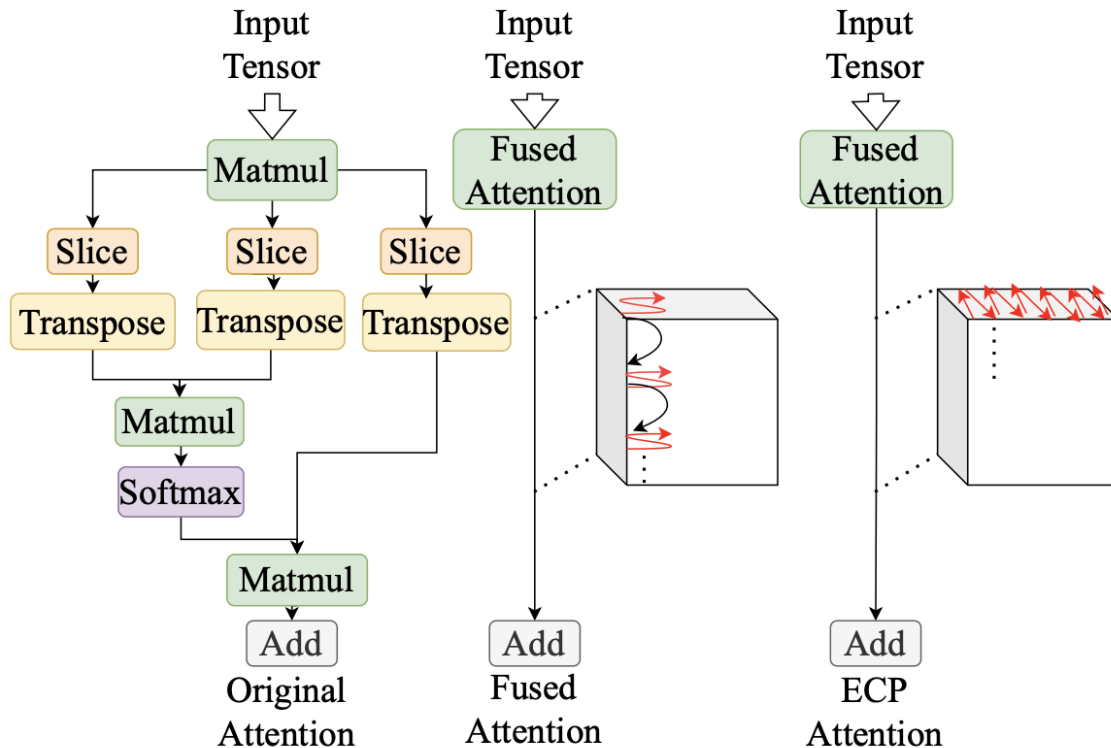 Input
Tensor
Matmul
Slice
Slice
Slice
Transpose
Transpose
Transpose
Matmul
Softmax
Matmul
Add
Original
Attention
Input
Tensor
Fused
Attention
Add
Fused
Attention
Input
Tensor
Fused
Attention
Add
ECP
Attention